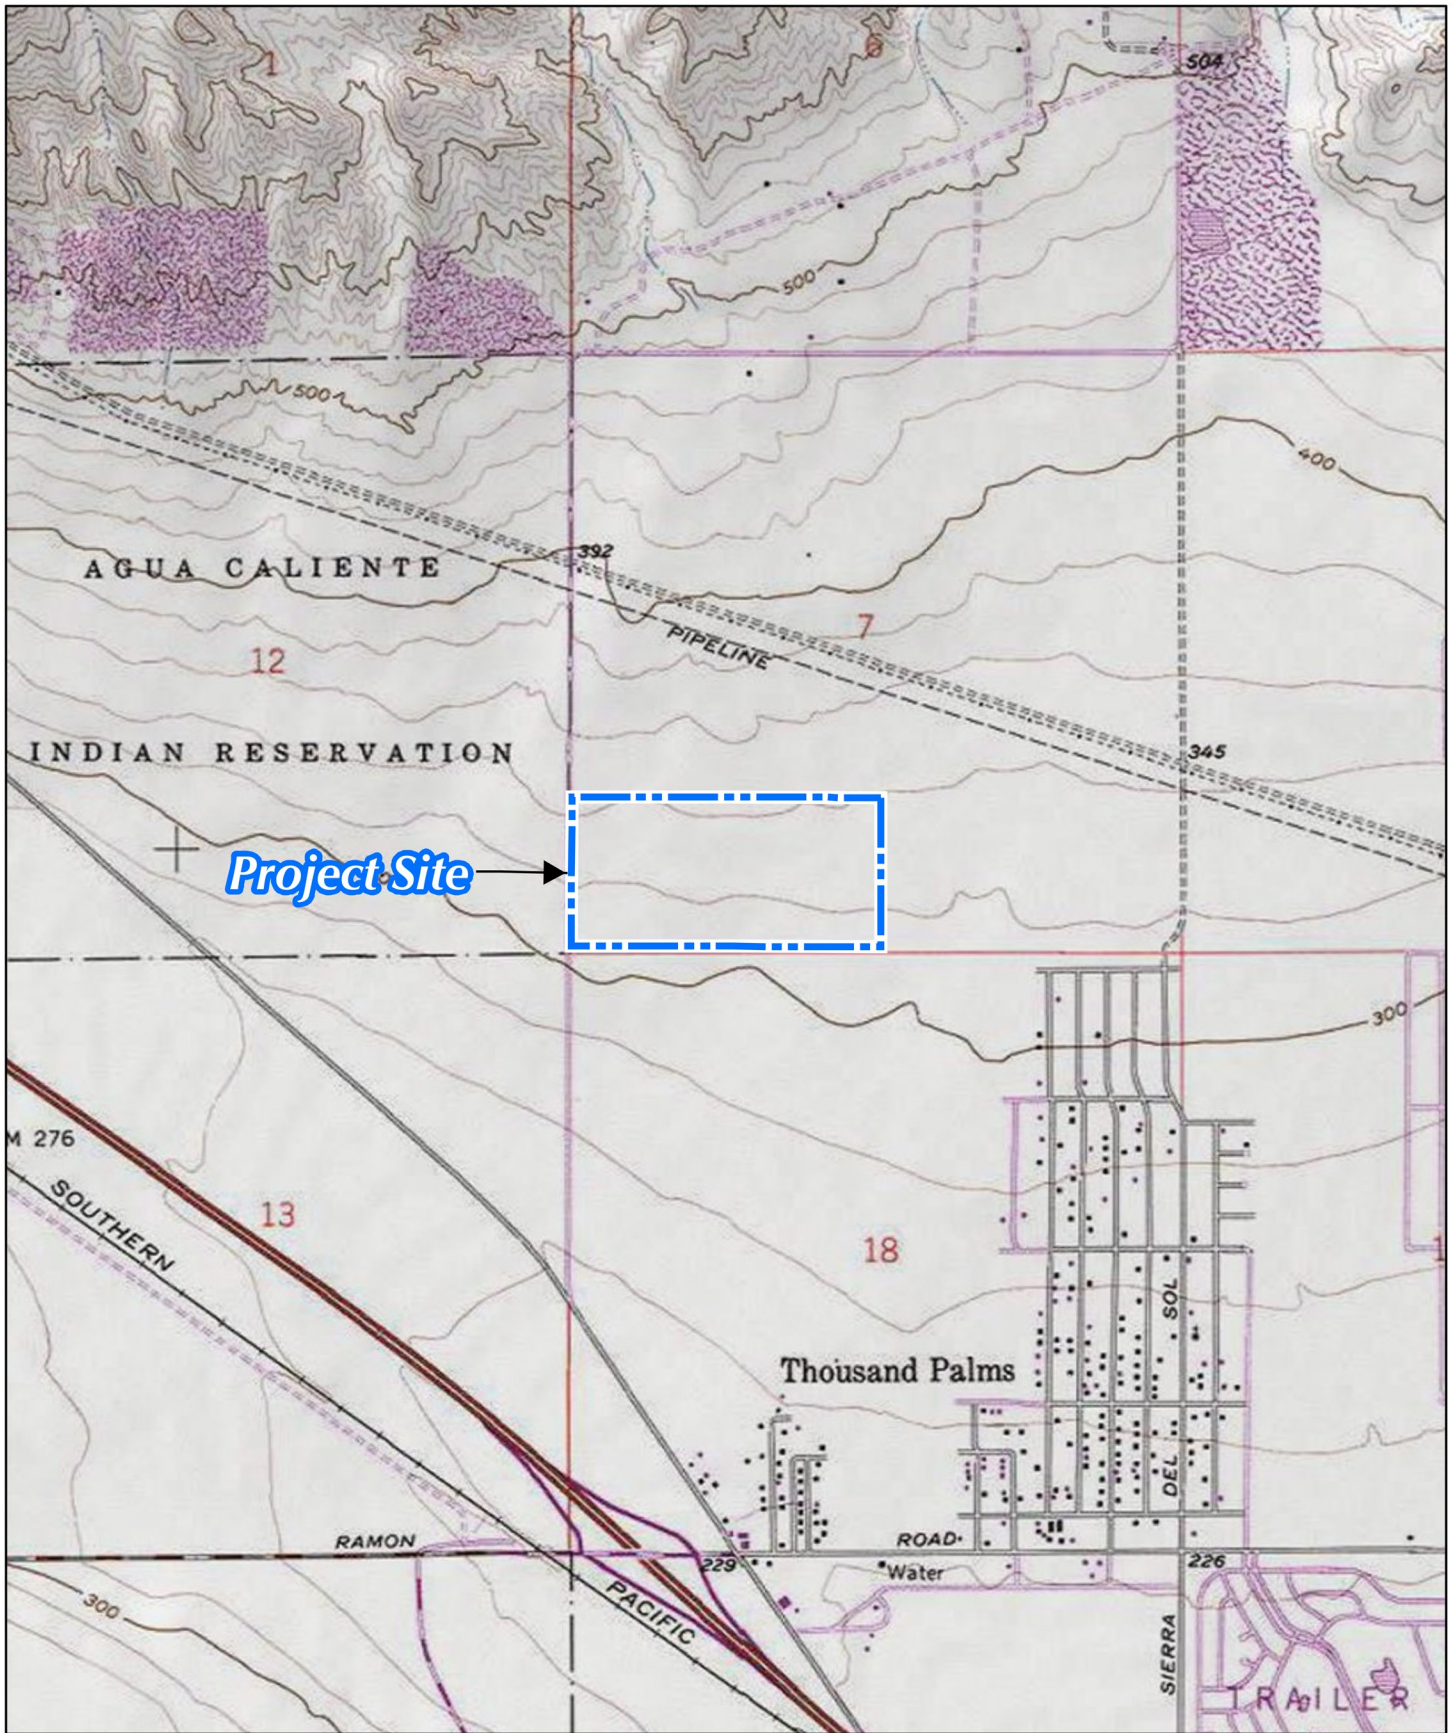 1
6
504
500
500
400
392
AGUA CALIENTE
7
PIPELINE
12
INDIAN RESERVATION
345
Project Site
300
M 276
SOUTHERN
13
18
SOL
Thousand Palms
DEL
RAMON
ROAD
229
Water
226
300
PACIFIC
SIERRA
TRAILER